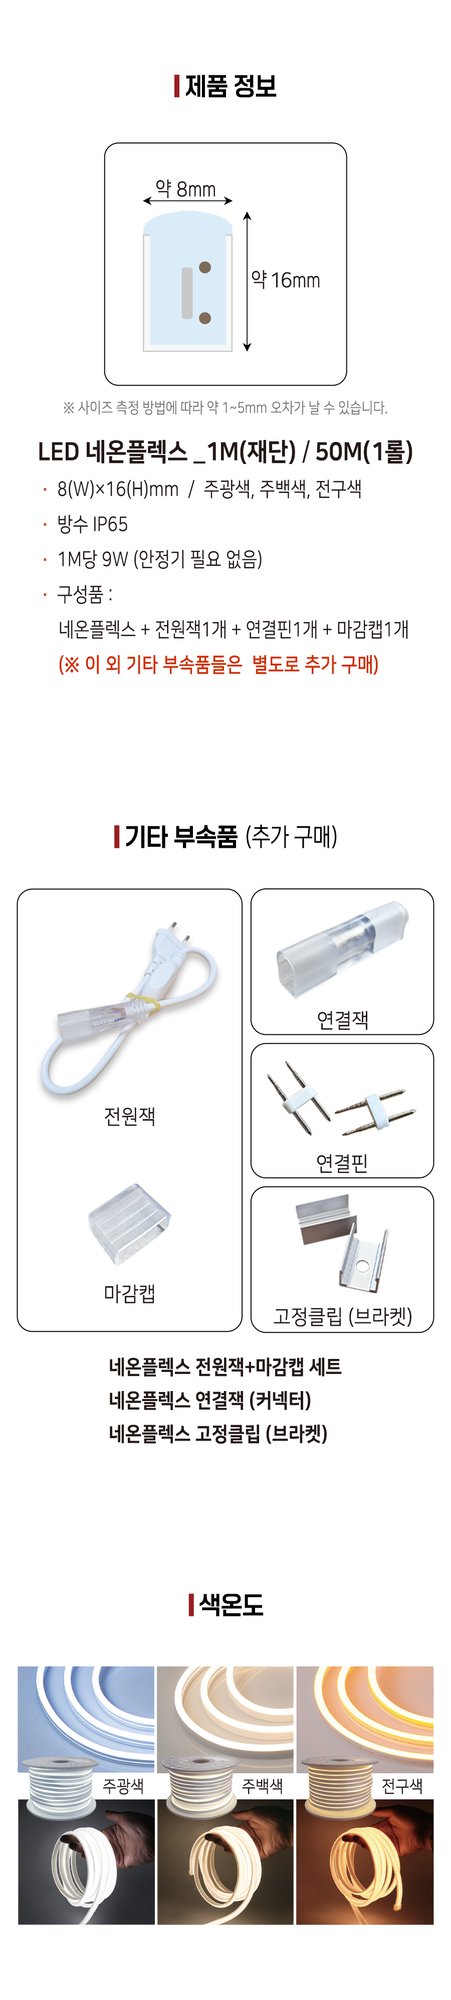 제품 정보
약 8mm
약 16mm
※ 사이즈 측정 방법에 따라 약 1~5mm 오차가 날 수 있습니다.
LED 네온플렉스 _1M(재단) / 50M(1롤)
· 8(W)×16(H)mm / 주광색, 주백색, 전구색
· 방수 IP65
· 1M당 9W (안정기 필요 없음)
· 구성품 :
네온플렉스 + 전원잭1개 + 연결핀1개 + 마감캡1개
(※ 이 외 기타 부속품들은 별도로 추가 구매)
기타 부속품 (추가 구매)
연결잭
전원잭
연결핀
마감캡
고정클립 (브라켓)
네온플렉스 전원잭+마감캡 세트
네온플렉스 연결잭 (커넥터)
네온플렉스 고정클립 (브라켓)
색온도
주광색
주백색
전구색